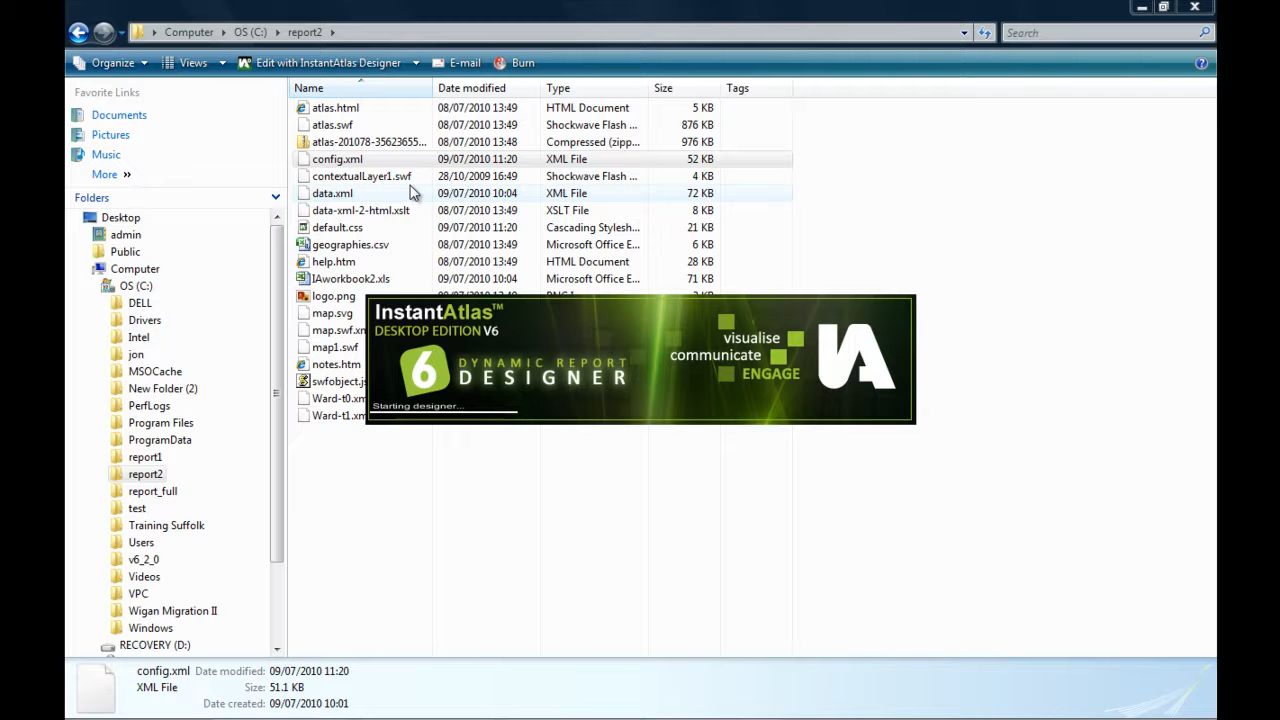 Computer OS (C:) report2
Search
Organize Views Edit with InstantAtlas Designer E-mail Burn
Favorite Links
Documents
Pictures
Music
More »
Folders
Desktop
admin
Public
Computer
OS (C:)
DELL
Drivers
Intel
jon
MSOCache
New Folder (2)
PerfLogs
Program Files
ProgramData
report1
report2
report_full
test
Training Suffolk
Users
v6_2_0
Videos
VPC
Wigan Migration II
Windows
RECOVERY (D:)
Name Date modified Type Size Tags
atlas.html 08/07/2010 13:49 HTML Document 5 KB
atlas.swf 08/07/2010 13:49 Shockwave Flash ... 876 KB
atlas-201078-35623655... 08/07/2010 13:48 Compressed (zipp... 976 KB
config.xml 09/07/2010 11:20 XML File 52 KB
contextualLayer1.swf 28/10/2009 16:49 Shockwave Flash ... 4 KB
data.xml 09/07/2010 10:04 XML File 72 KB
data-xml-2-html.xslt 08/07/2010 13:49 XSLT File 8 KB
default.css 09/07/2010 11:20 Cascading Stylesh... 21 KB
geographies.csv 08/07/2010 13:49 Microsoft Office E... 6 KB
help.htm 08/07/2010 13:49 HTML Document 28 KB
IAworkbook2.xls 09/07/2010 10:04 Microsoft Office E... 71 KB
logo.png
map.svg
map.swf.xm
map1.swf
notes.htm
swfobject.js
Ward-t0.xm
Ward-t1.xm
InstantAtlas™
DESKTOP EDITION V6
6 DYNAMIC REPORT
DESIGNER
Starting designer...
visualise
communicate
ENGAGE
IA
config.xml Date modified: 09/07/2010 11:20
XML File Size: 51.1 KB
Date created: 09/07/2010 10:01